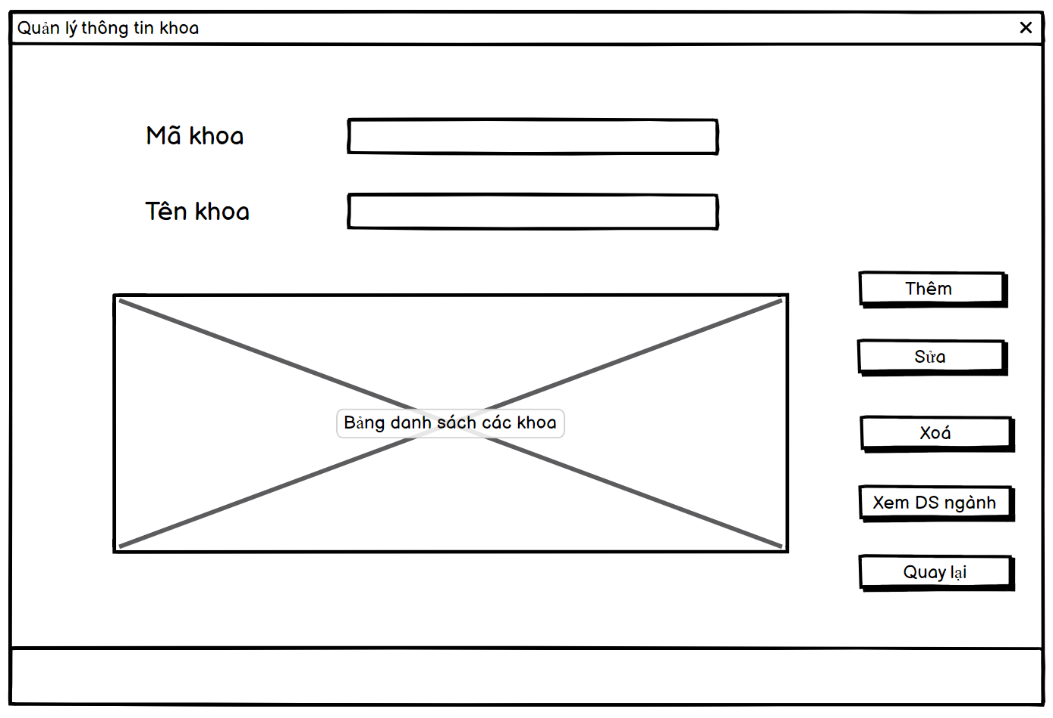 Quản lý thông tin khoa
Mã khoa
Tên khoa
Thêm
Sửa
Bảng danh sách các khoa
Xoá
Xem DS ngành
Quay lại